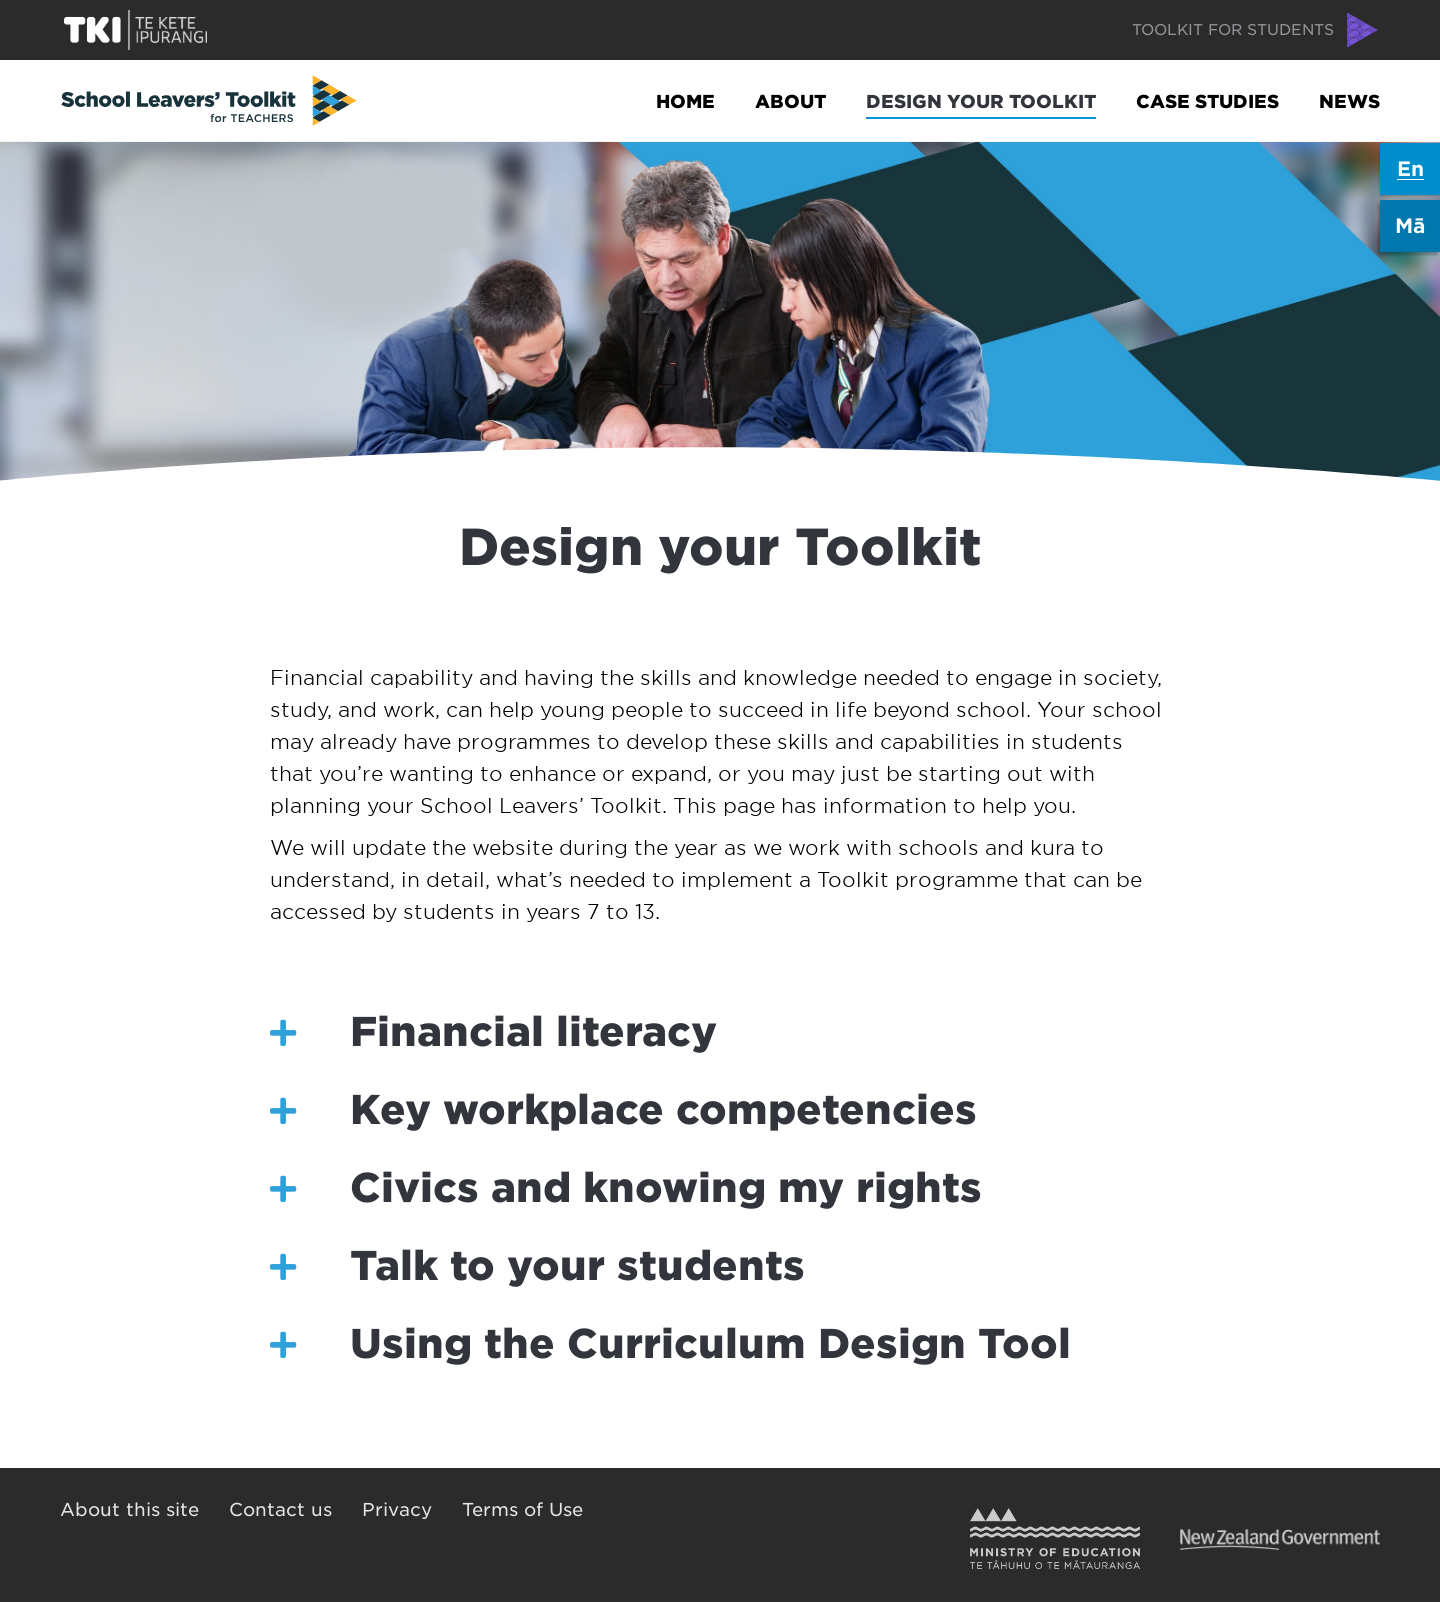 TKI TE KETE
IPURANGI
TOOLKIT FOR STUDENTS
School Leavers’ Toolkit
for TEACHERS
HOME ABOUT DESIGN YOUR TOOLKIT CASE STUDIES NEWS
En
Mā
Design your Toolkit
Financial capability and having the skills and knowledge needed to engage in society,
study, and work, can help young people to succeed in life beyond school. Your school
may already have programmes to develop these skills and capabilities in students
that you’re wanting to enhance or expand, or you may just be starting out with
planning your School Leavers’ Toolkit. This page has information to help you.
We will update the website during the year as we work with schools and kura to
understand, in detail, what’s needed to implement a Toolkit programme that can be
accessed by students in years 7 to 13.
Financial literacy
Key workplace competencies
Civics and knowing my rights
Talk to your students
Using the Curriculum Design Tool
About this site Contact us Privacy Terms of Use
MINISTRY OF EDUCATION
TE TĀHUHU O TE MĀTAURANGA
New Zealand Government